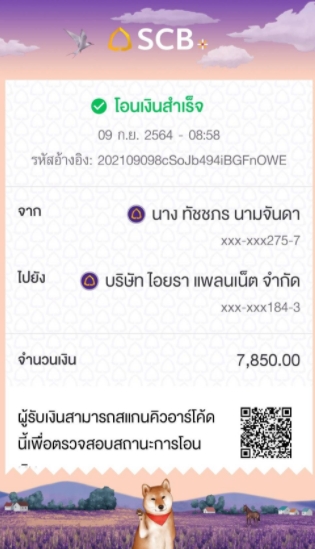 SCB
โอนเงินสำเร็จ
09 ก.ย. 2564 - 08:58
รหัสอ้างอิง: 202109098cSoJb494iBGFnOWE
จาก
นาง ทัชชภร นามจันดา
xxx-xxx275-7
ไปยัง
บริษัท ไอยรา แพลนเน็ต จำกัด
xxx-xxx184-3
จำนวนเงิน
7,850.00
ผู้รับเงินสามารถสแกนคิวอาร์โค้ด
นี้เพื่อตรวจสอบสถานะการโอน